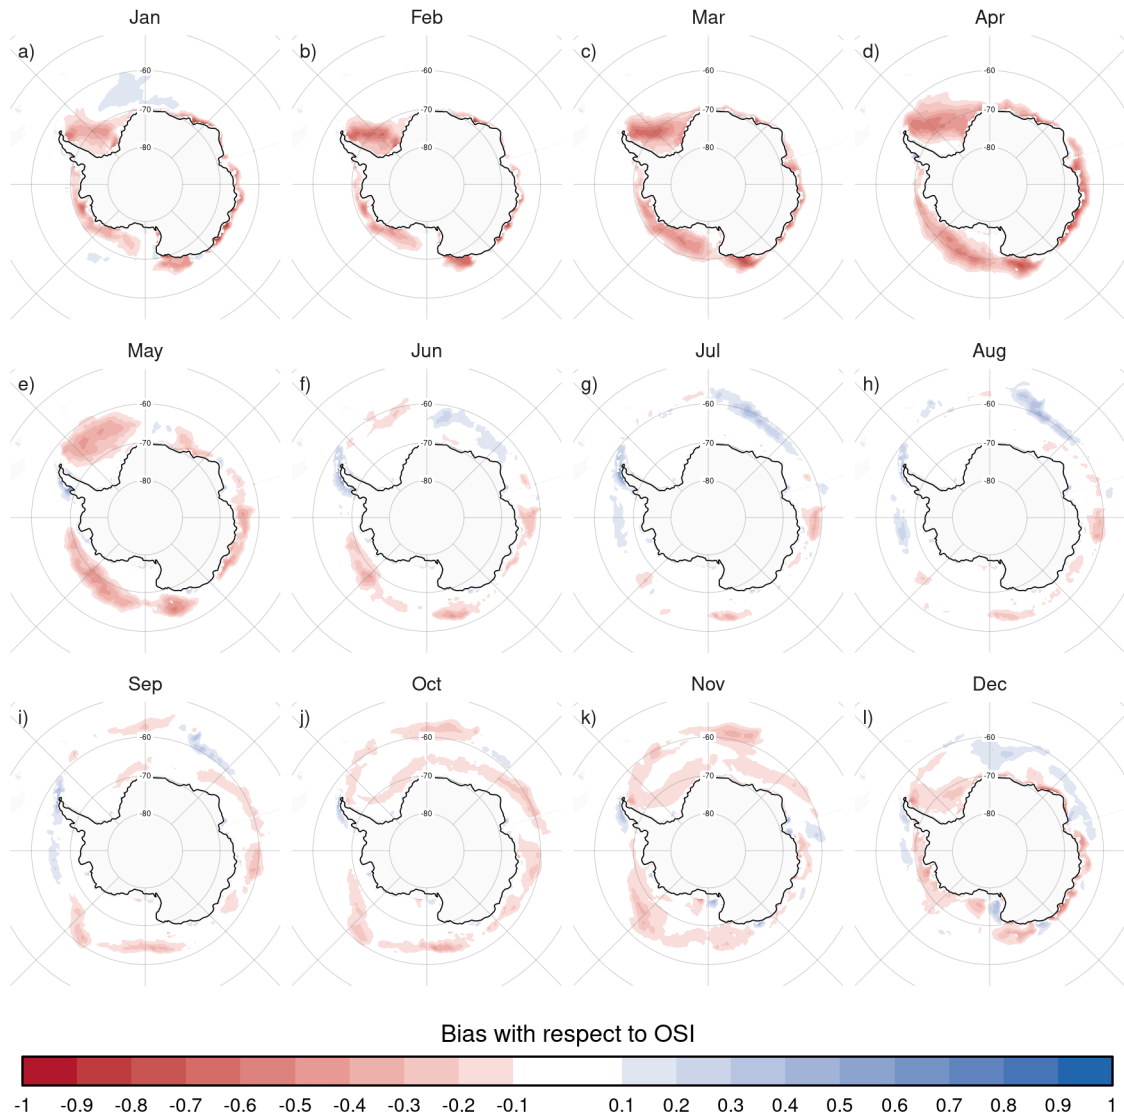 Jan Feb Mar Apr
a) b) c) d)
-60 -60 -60 -60
-70 -70 -70 -70
-80 -80 -80 -80
May Jun Jul Aug
e) f) g) h)
-60 -60 -60 -60
-70 -70 -70 -70
-80 -80 -80 -80
Sep Oct Nov Dec
i) j) k) l)
-60 -60 -60 -60
-70 -70 -70 -70
-80 -80 -80 -80
Bias with respect to OSI
-1 -0.9 -0.8 -0.7 -0.6 -0.5 -0.4 -0.3 -0.2 -0.1 0.1 0.2 0.3 0.4 0.5 0.6 0.7 0.8 0.9 1